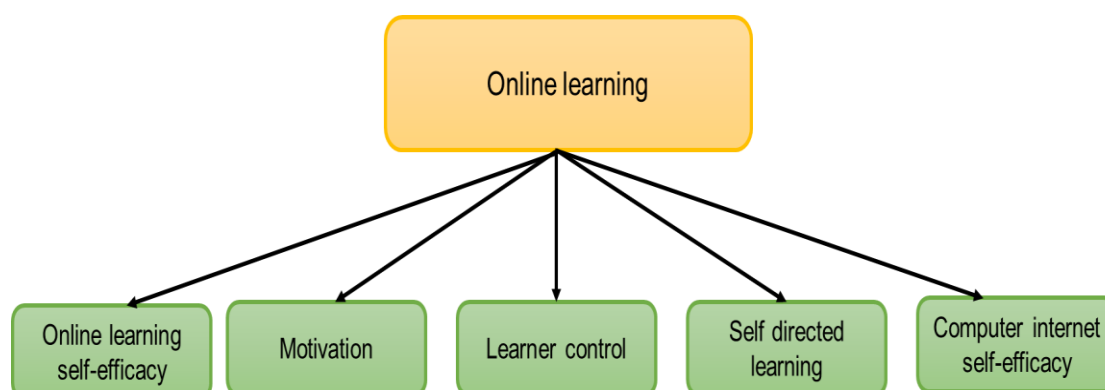 Online learning
Online learning
self-efficacy
Motivation
Learner control
Self directed
learning
Computer internet
self-efficacy